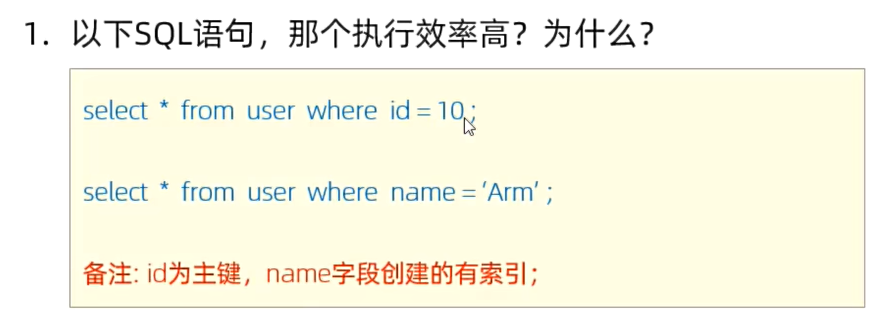 1. 以下SQL语句，那个执行效率高？为什么？
select * from user where id = 10 ;
select * from user where name = ‘Arm’ ;
备注: id为主键，name字段创建的有索引；